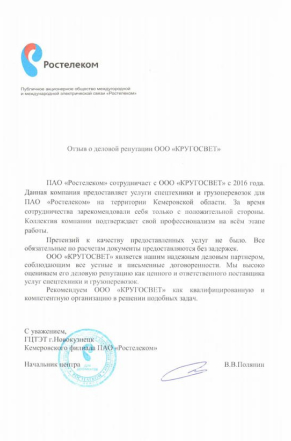 Ростелеком
Публичное акционерное общество междугородной
и международной электрической связи «Ростелеком»
Отзыв о деловой репутации ООО «КРУГОСВЕТ»
ПАО «Ростелеком» сотрудничает с ООО «КРУГОСВЕТ» с 2016 года.
Данная компания предоставляет услуги спецтехники и грузоперевозок для
ПАО «Ростелеком» на территории Кемеровской области. За время
сотрудничества зарекомендовали себя только с положительной стороны.
Коллектив компании подтверждает свой профессионализм на всём этапе
работы.
Претензий к качеству предоставленных услуг не было. Все
обязательные по расчетам документы предоставляются без задержек.
ООО «КРУГОСВЕТ» является нашим надежным деловым партнером,
соблюдающим все устные и письменные договоренности. Мы высоко
оцениваем его деловую репутацию как ценного и ответственного поставщика
услуг спецтехники и грузоперевозок.
Рекомендуем ООО «КРУГОСВЕТ» как квалифицированную и
компетентную организацию в решении подобных задач.
С уважением,
ГЦТЭТ г.Новокузнецк
Кемеровского филиала ПАО «Ростелеком»
Начальник центра В.В.Поляшн